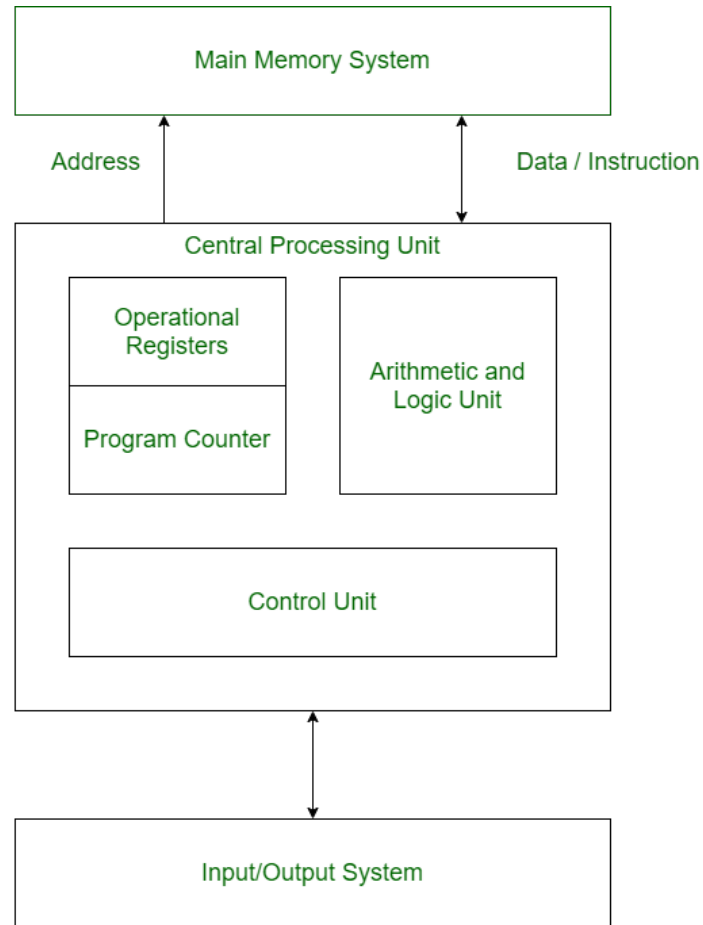 Main Memory System
Address
Data / Instruction
Central Processing Unit
Operational
Registers
Arithmetic and
Logic Unit
Program Counter
Control Unit
Input/Output System